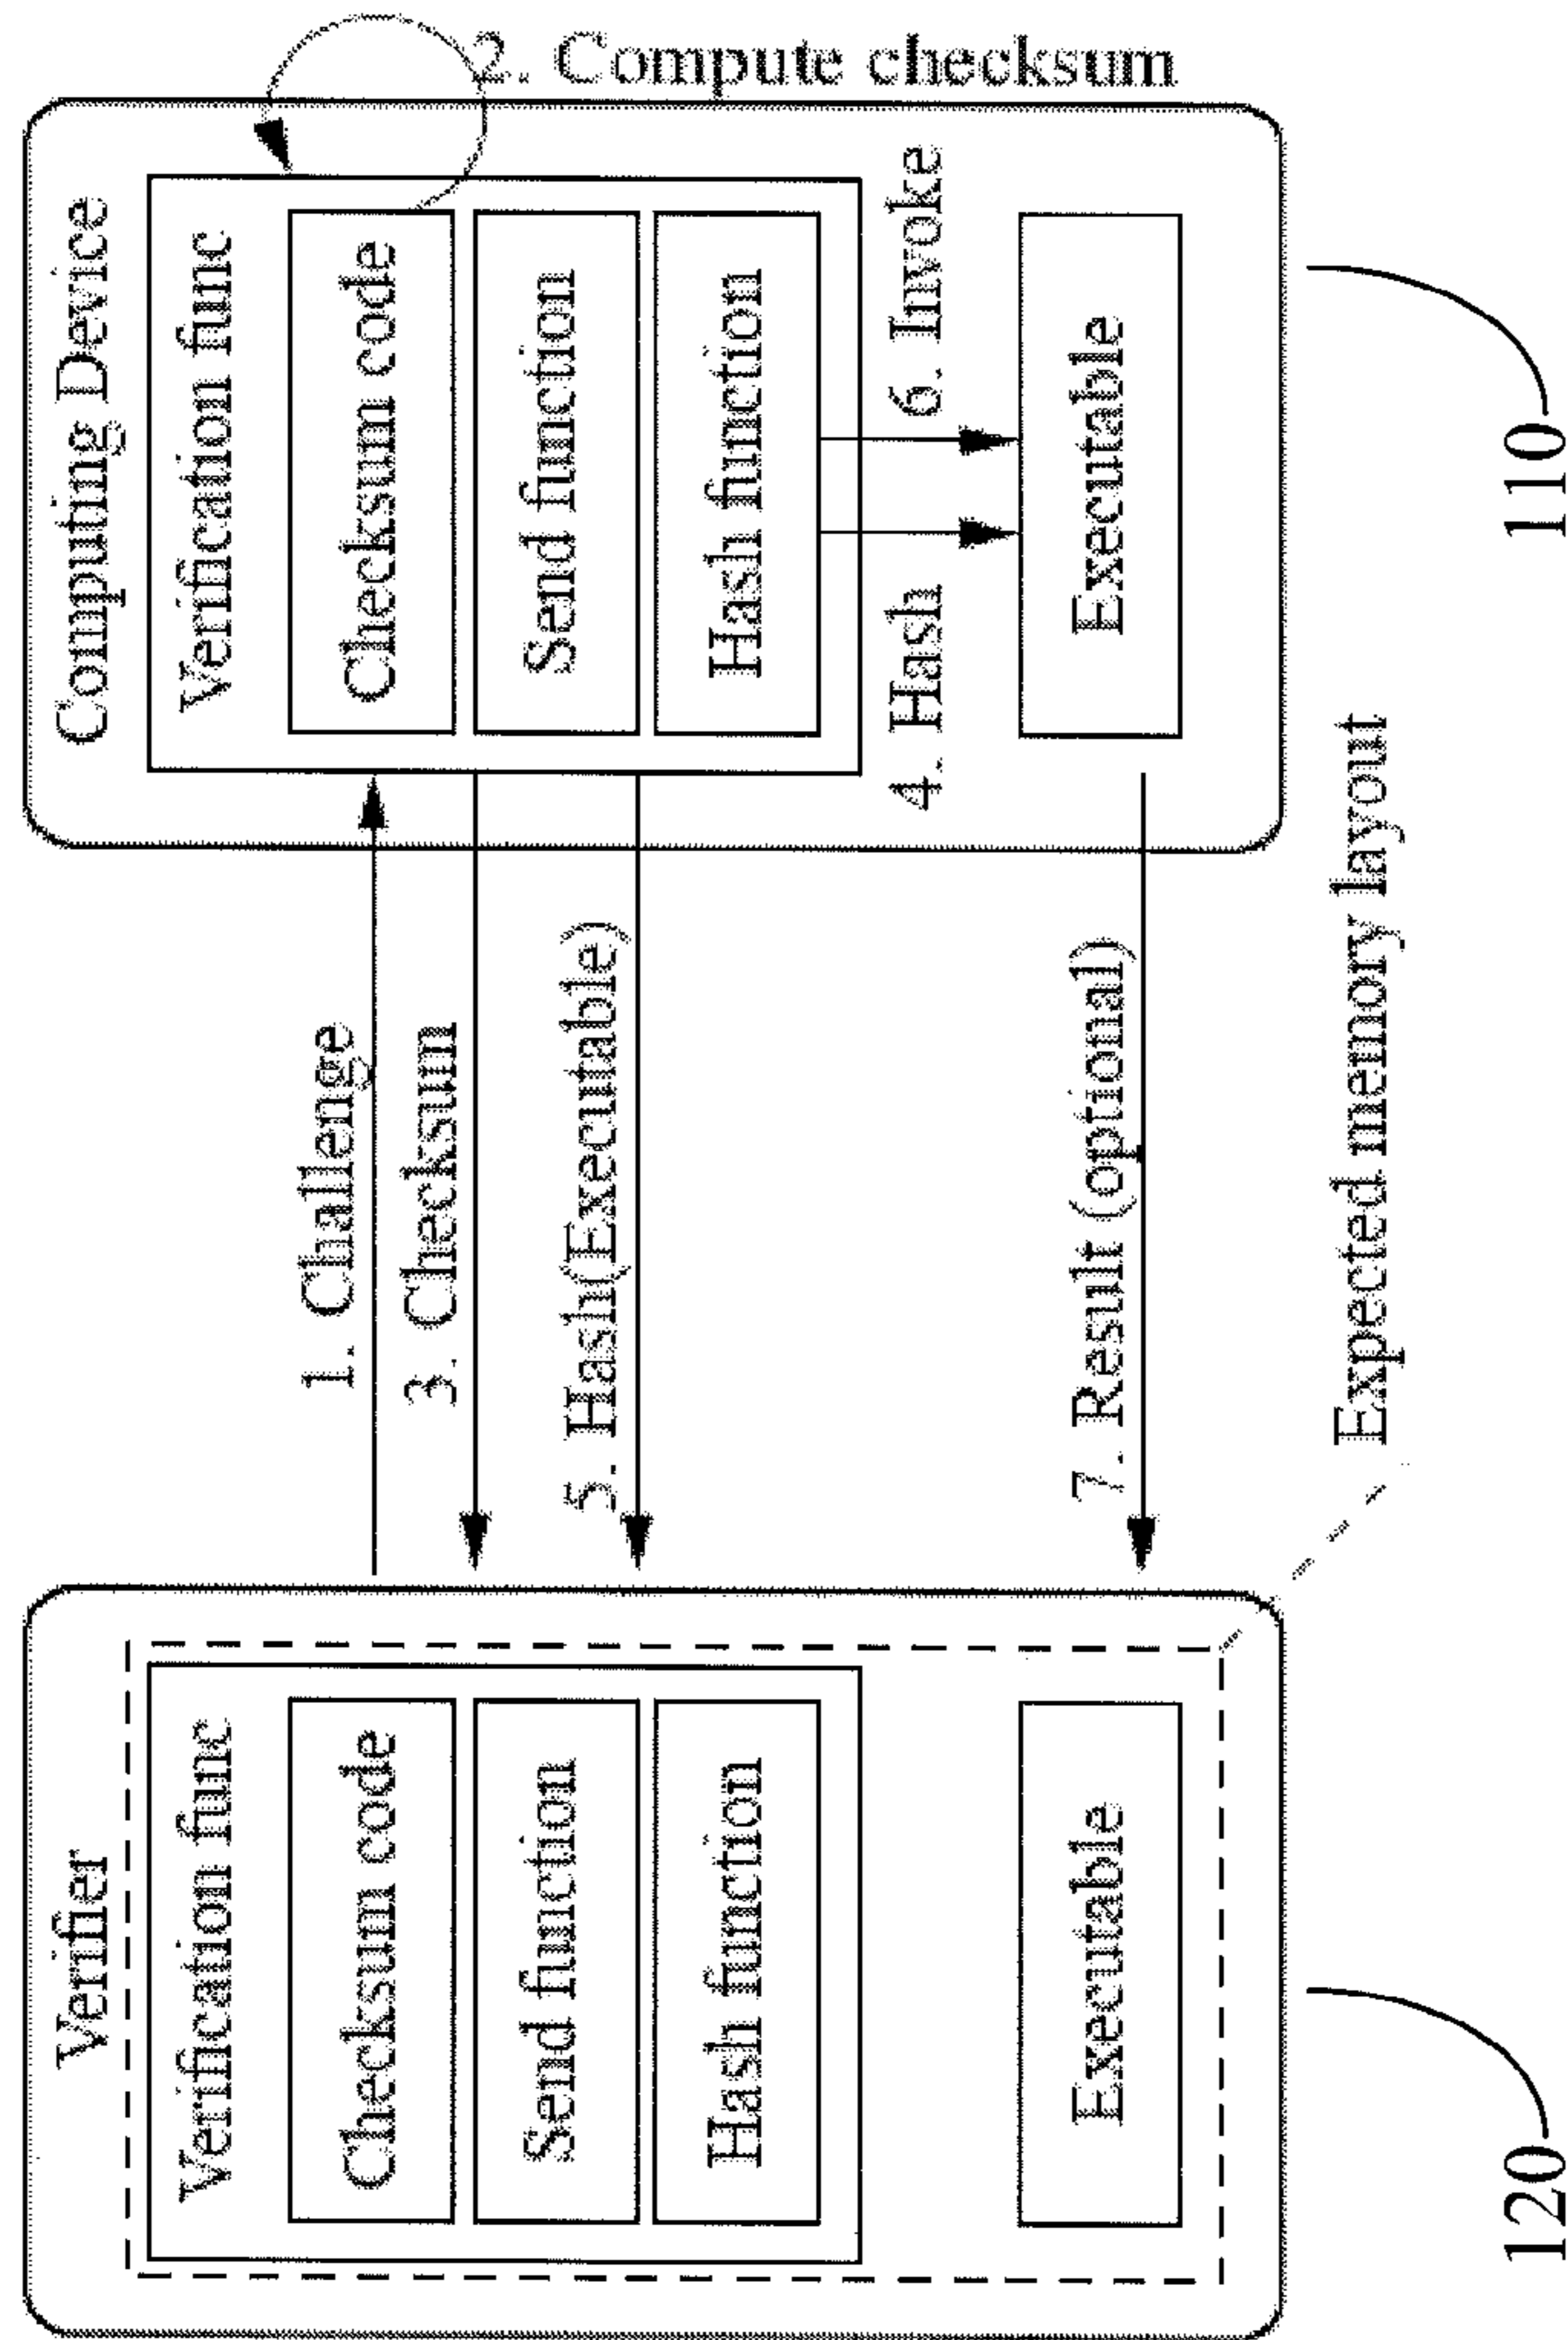 Verifier
Verification func
Checksum code
Send function
Hash function
Executable
120
1. Challenge
3. Checksum
5. Hash(Executable)
7. Result (optional)
Expected memory layout
2. Compute checksum
Computing Device
Verification func
Checksum code
Send function
Hash function
4. Hash
6. Invoke
Executable
110